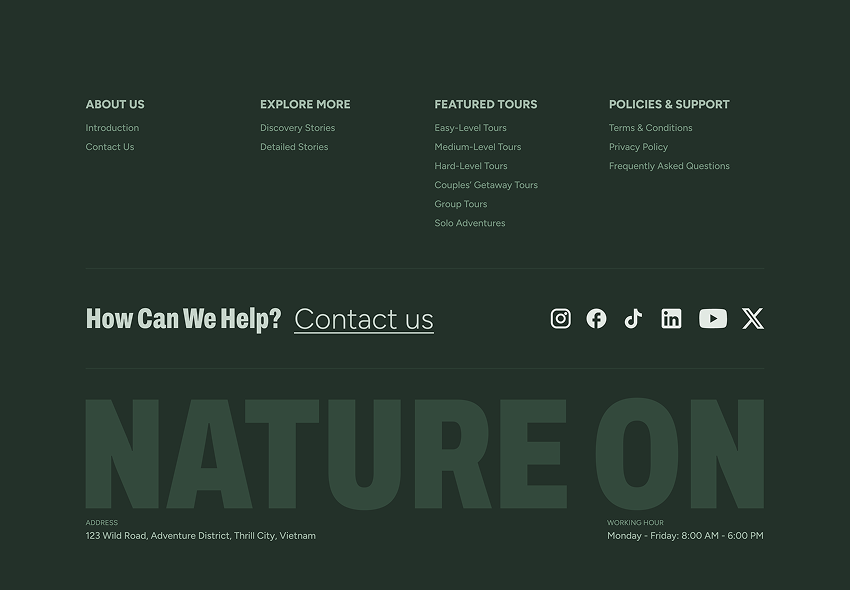 ABOUT US
Introduction
Contact Us
EXPLORE MORE
Discovery Stories
Detailed Stories
FEATURED TOURS
Easy-Level Tours
Medium-Level Tours
Hard-Level Tours
Couples' Getaway Tours
Group Tours
Solo Adventures
POLICIES & SUPPORT
Terms & Conditions
Privacy Policy
Frequently Asked Questions
How Can We Help? Contact us
NATURE ON
ADDRESS
123 Wild Road, Adventure District, Thrill City, Vietnam
WORKING HOUR
Monday - Friday: 8:00 AM - 6:00 PM